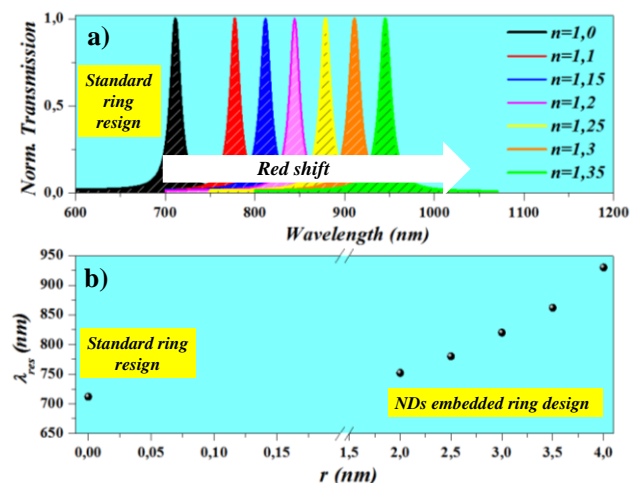 a)
Standard
ring
resign
Norm. Transmission
1,0
0,5
0,0
n=1,0
n=1,1
n=1,15
n=1,2
n=1,25
n=1,3
n=1,35
Red shift
600 700 800 900 1000 1100 1200
Wavelength (nm)
b)
Standard ring
resign
NDs embedded ring design
λres (nm)
950
900
850
800
750
700
650
0,00 0,05 0,10 0,15 1,5 2,0 2,5 3,0 3,5 4,0
r (nm)